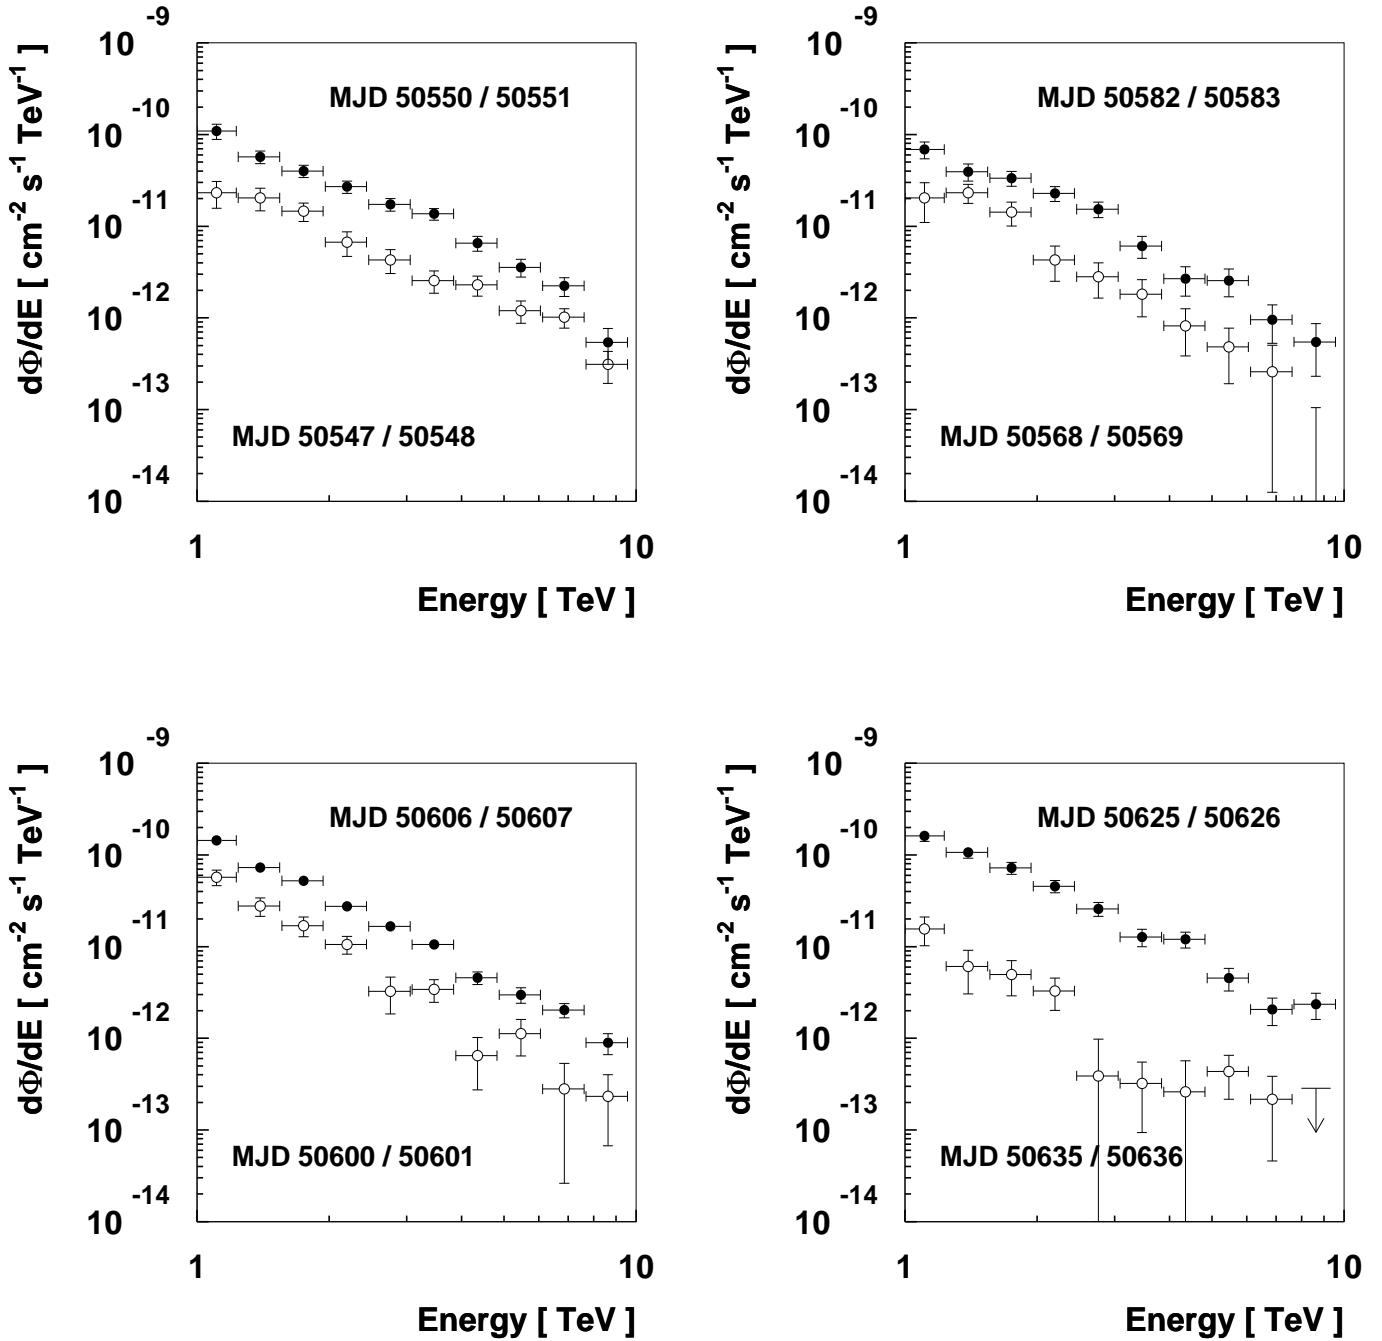 dΦ/dE [ cm⁻² s⁻¹ TeV⁻¹ ]
10⁻⁹
10⁻¹⁰
10⁻¹¹
10⁻¹²
10⁻¹³
10⁻¹⁴
MJD 50550 / 50551
MJD 50547 / 50548
1 10
Energy [ TeV ]
dΦ/dE [ cm⁻² s⁻¹ TeV⁻¹ ]
10⁻⁹
10⁻¹⁰
10⁻¹¹
10⁻¹²
10⁻¹³
10⁻¹⁴
MJD 50582 / 50583
MJD 50568 / 50569
1 10
Energy [ TeV ]
dΦ/dE [ cm⁻² s⁻¹ TeV⁻¹ ]
10⁻⁹
10⁻¹⁰
10⁻¹¹
10⁻¹²
10⁻¹³
10⁻¹⁴
MJD 50606 / 50607
MJD 50600 / 50601
1 10
Energy [ TeV ]
dΦ/dE [ cm⁻² s⁻¹ TeV⁻¹ ]
10⁻⁹
10⁻¹⁰
10⁻¹¹
10⁻¹²
10⁻¹³
10⁻¹⁴
MJD 50625 / 50626
MJD 50635 / 50636
1 10
Energy [ TeV ]